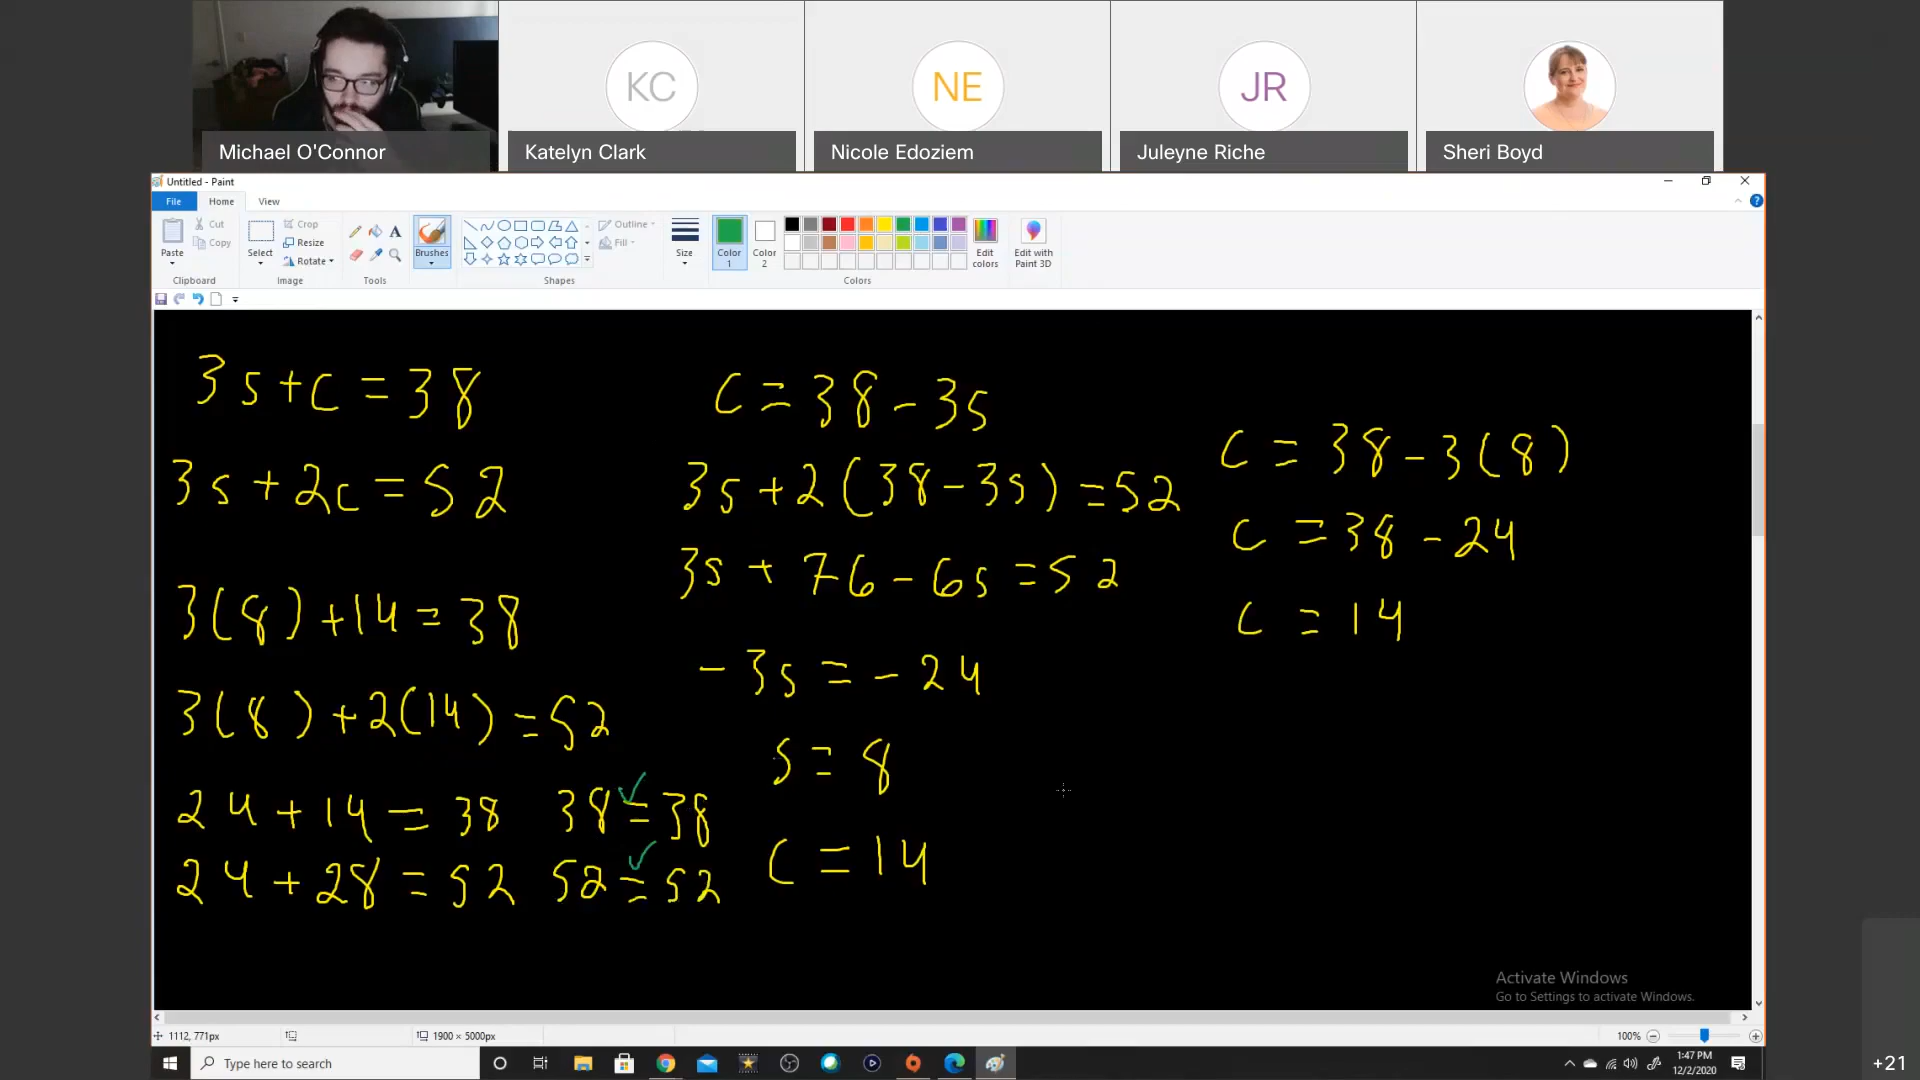 KC
NE
JR
Michael O'Connor
Katelyn Clark
Nicole Edoziem
Juleyne Riche
Sheri Boyd
Untitled - Paint
File
Home
View
Paste
Cut
Copy
Clipboard
Select
Crop
Resize
Rotate
Image
A
Tools
Brushes
Outline
Fill
Shapes
Size
Color 1
Color 2
Edit colors
Colors
Edit with Paint 3D
3s+c=38
3s+2c=52
3(8)+14=38
3(8)+2(14)=52
24+14=38 38=38
24+28=52 52=52
c=38-3s
3s+2(38-3s)=52
3s+76-6s=52
-3s=-24
s=8
c=14
c=38-3(8)
c=38-24
c=14
Activate Windows
Go to Settings to activate Windows.
1112, 771px
1900 × 5000px
100%
Type here to search
1:47 PM
12/2/2020
+21